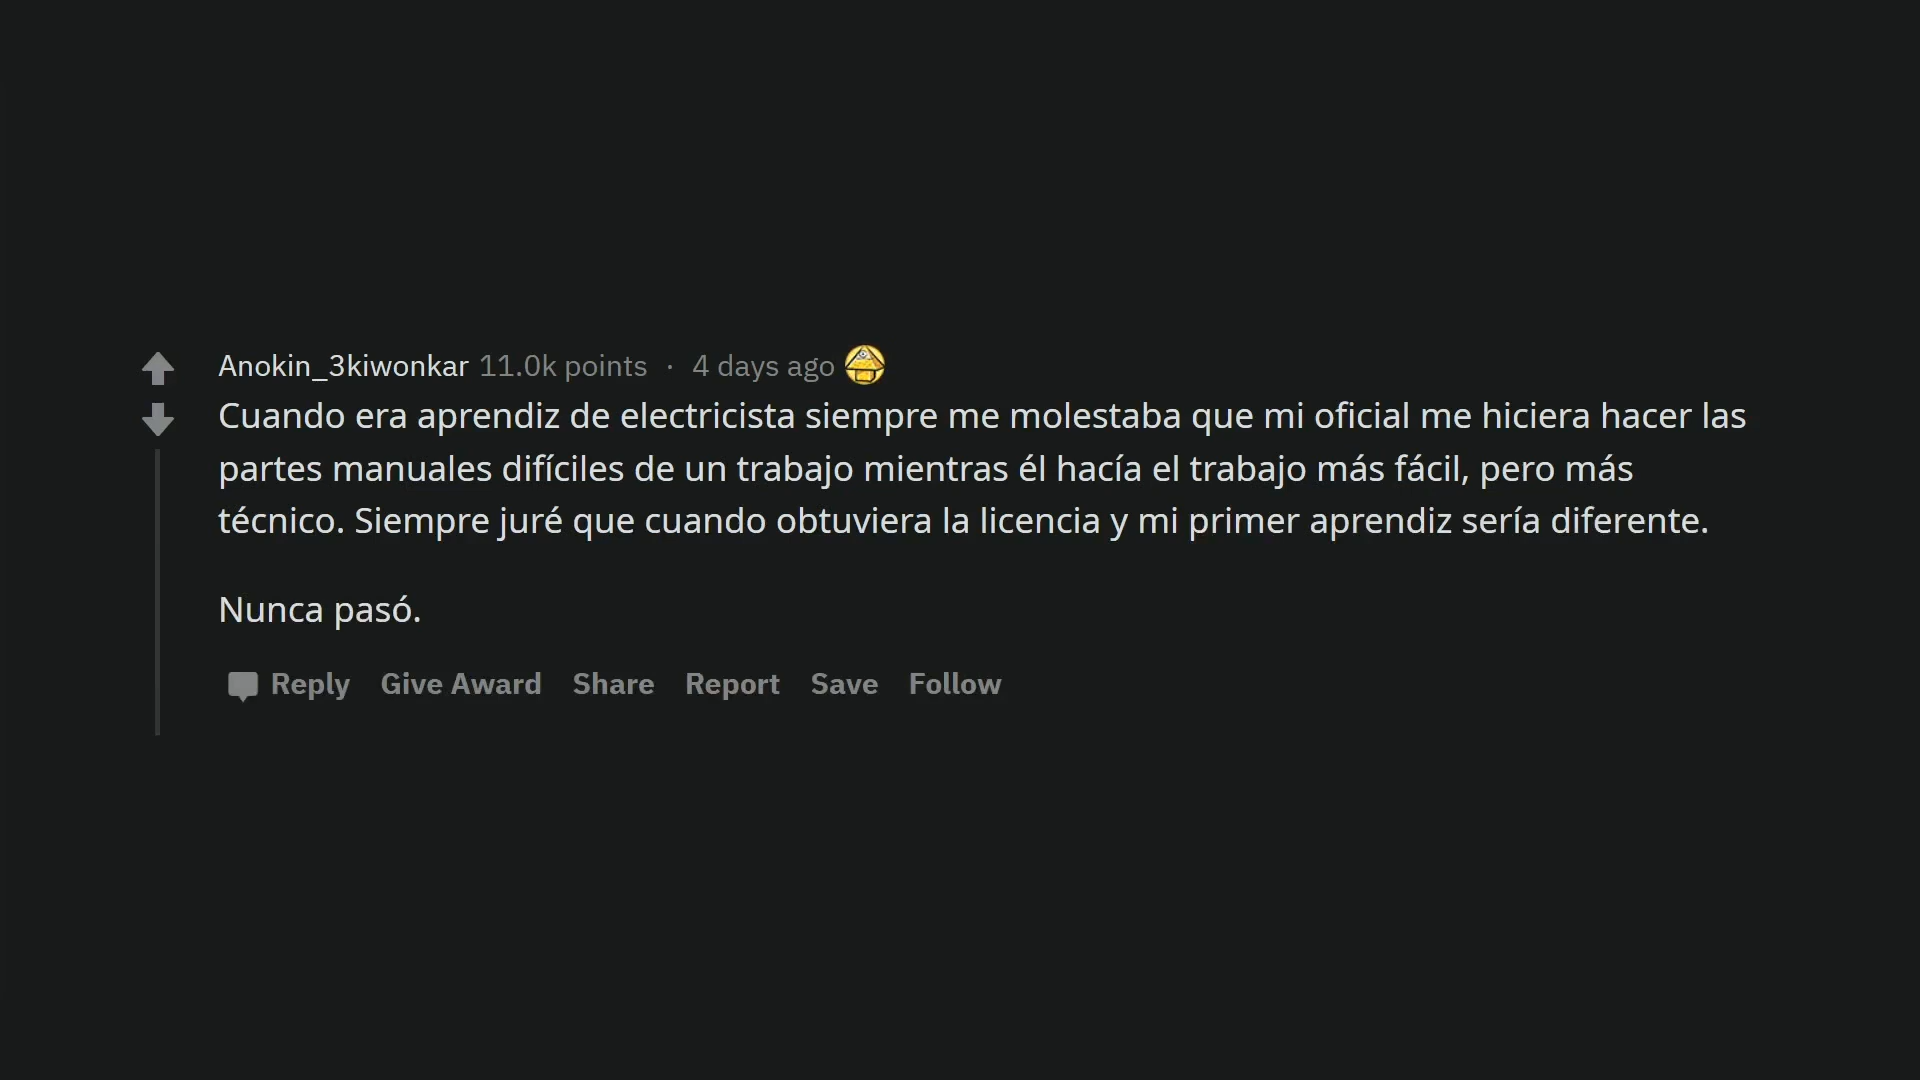 Anokin_3kiwonkar 11.0k points · 4 days ago
Cuando era aprendiz de electricista siempre me molestaba que mi oficial me hiciera hacer las
partes manuales difíciles de un trabajo mientras él hacía el trabajo más fácil, pero más
técnico. Siempre juré que cuando obtuviera la licencia y mi primer aprendiz sería diferente.
Nunca pasó.
Reply Give Award Share Report Save Follow